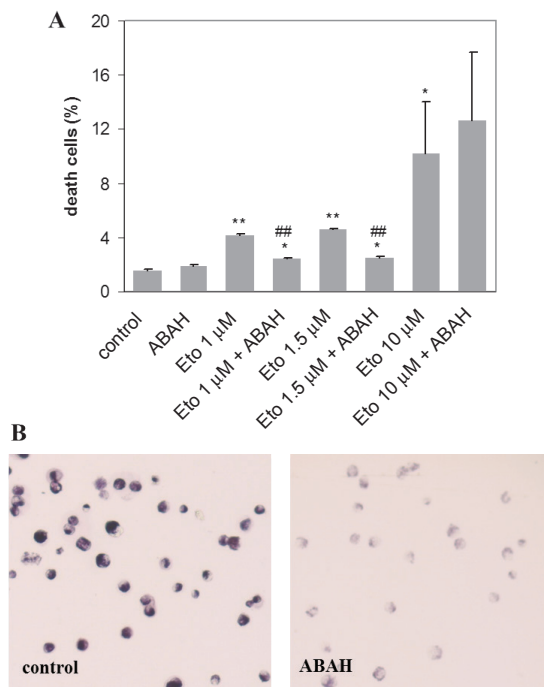 A
20
16
12
8
4
0
death cells (%)
**
##
*
**
##
*
*
control
ABAH
Eto 1 µM
Eto 1 µM + ABAH
Eto 1.5 µM
Eto 1.5 µM + ABAH
Eto 10 µM
Eto 10 µM + ABAH
B
control
ABAH